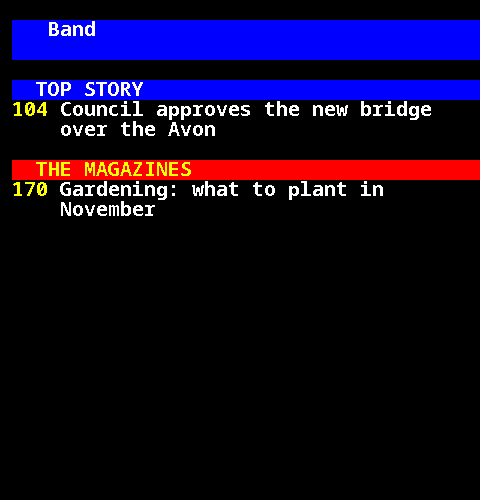 Band
TOP STORY
104 Council approves the new bridge
over the Avon
THE MAGAZINES
170 Gardening: what to plant in
November